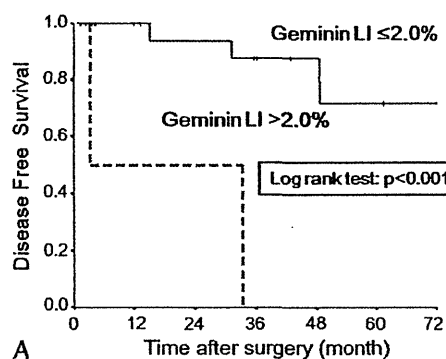 Disease Free Survival
1.0
0.8
0.6
0.4
0.2
0.0
Geminin LI ≤2.0%
Geminin LI >2.0%
Log rank test: p<0.001
0 12 24 36 48 60 72
A Time after surgery (month)